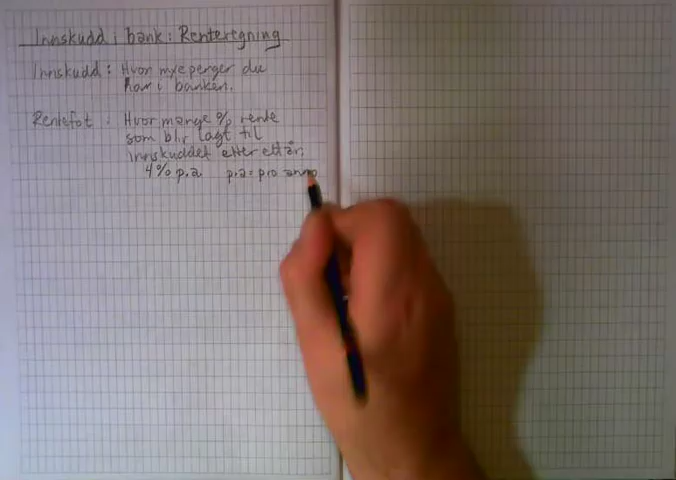 Innskudd i bank: Renteregning
Innskudd: Hvor mye penger du
har i banken.
Rentefot: Hvor mange % rente
som blir lagt til
innskuddet etter ett år.
4% p.a p.a = pro anno